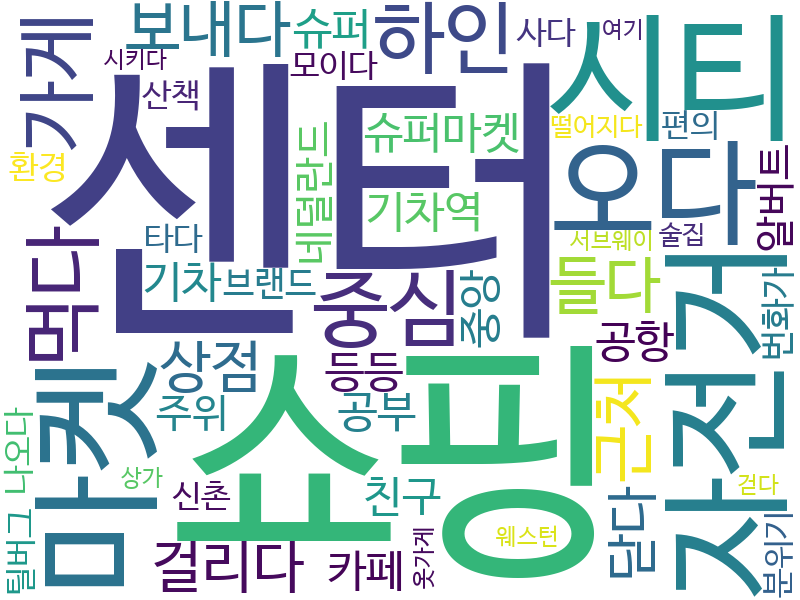 보내다
슈퍼
하인
사다
여기
시티
가게
시키다
모이다
산책
센터
슈퍼마켓
떨어지다
편의
환경
네덜란드
기차역
오다
알버트
타다
서브웨이
술집
먹다
기차
브랜드
중심
중앙
들다
자전거
번화가
상점
등등
공항
마켓
쇼핑
주위
공부
근처
나오다
상가
신촌
친구
닫다
걷다
틸버그
걸리다
카페
옷가게
웨스턴
분위기